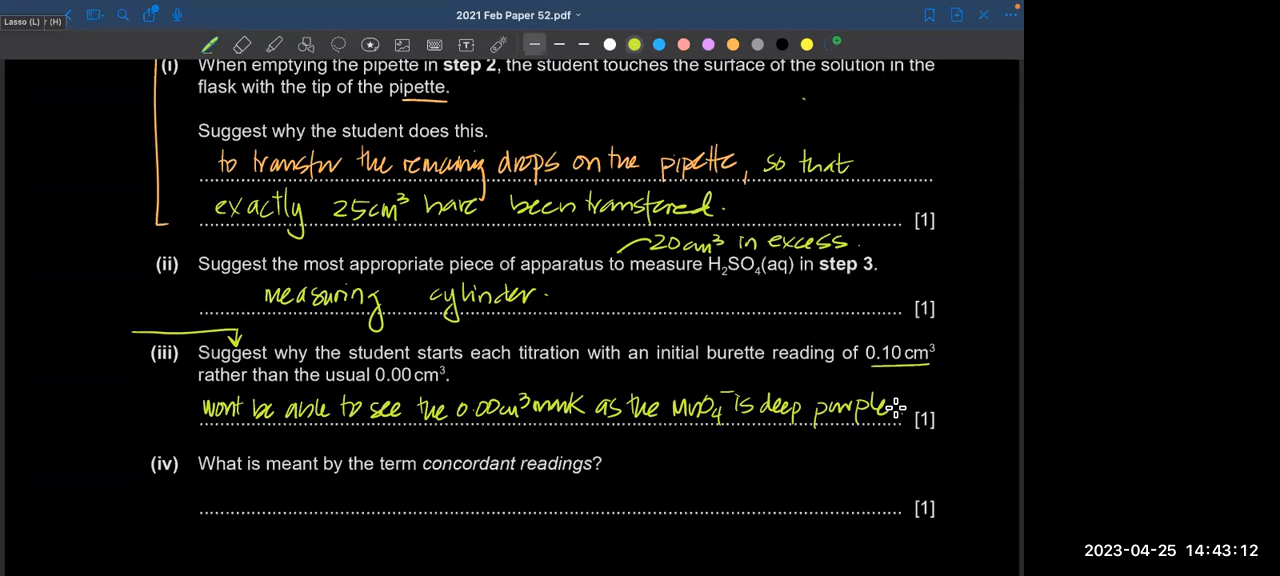 2021 Feb Paper 52.pdf
Lasso (L) r (H)
(i) When emptying the pipette in step 2, the student touches the surface of the solution in the
flask with the tip of the pipette.
Suggest why the student does this.
to transfer the remaining drops on the pipette, so that
exactly 25cm³ have been transfered. [1]
20cm³ in excess.
(ii) Suggest the most appropriate piece of apparatus to measure H₂SO₄(aq) in step 3.
measuring cylinder. [1]
(iii) Suggest why the student starts each titration with an initial burette reading of 0.10 cm³
rather than the usual 0.00 cm³.
wont be able to see the 0.00cm³ mark as the MnO₄⁻ is deep purple [1]
(iv) What is meant by the term concordant readings?
[1]
2023-04-25 14:43:12